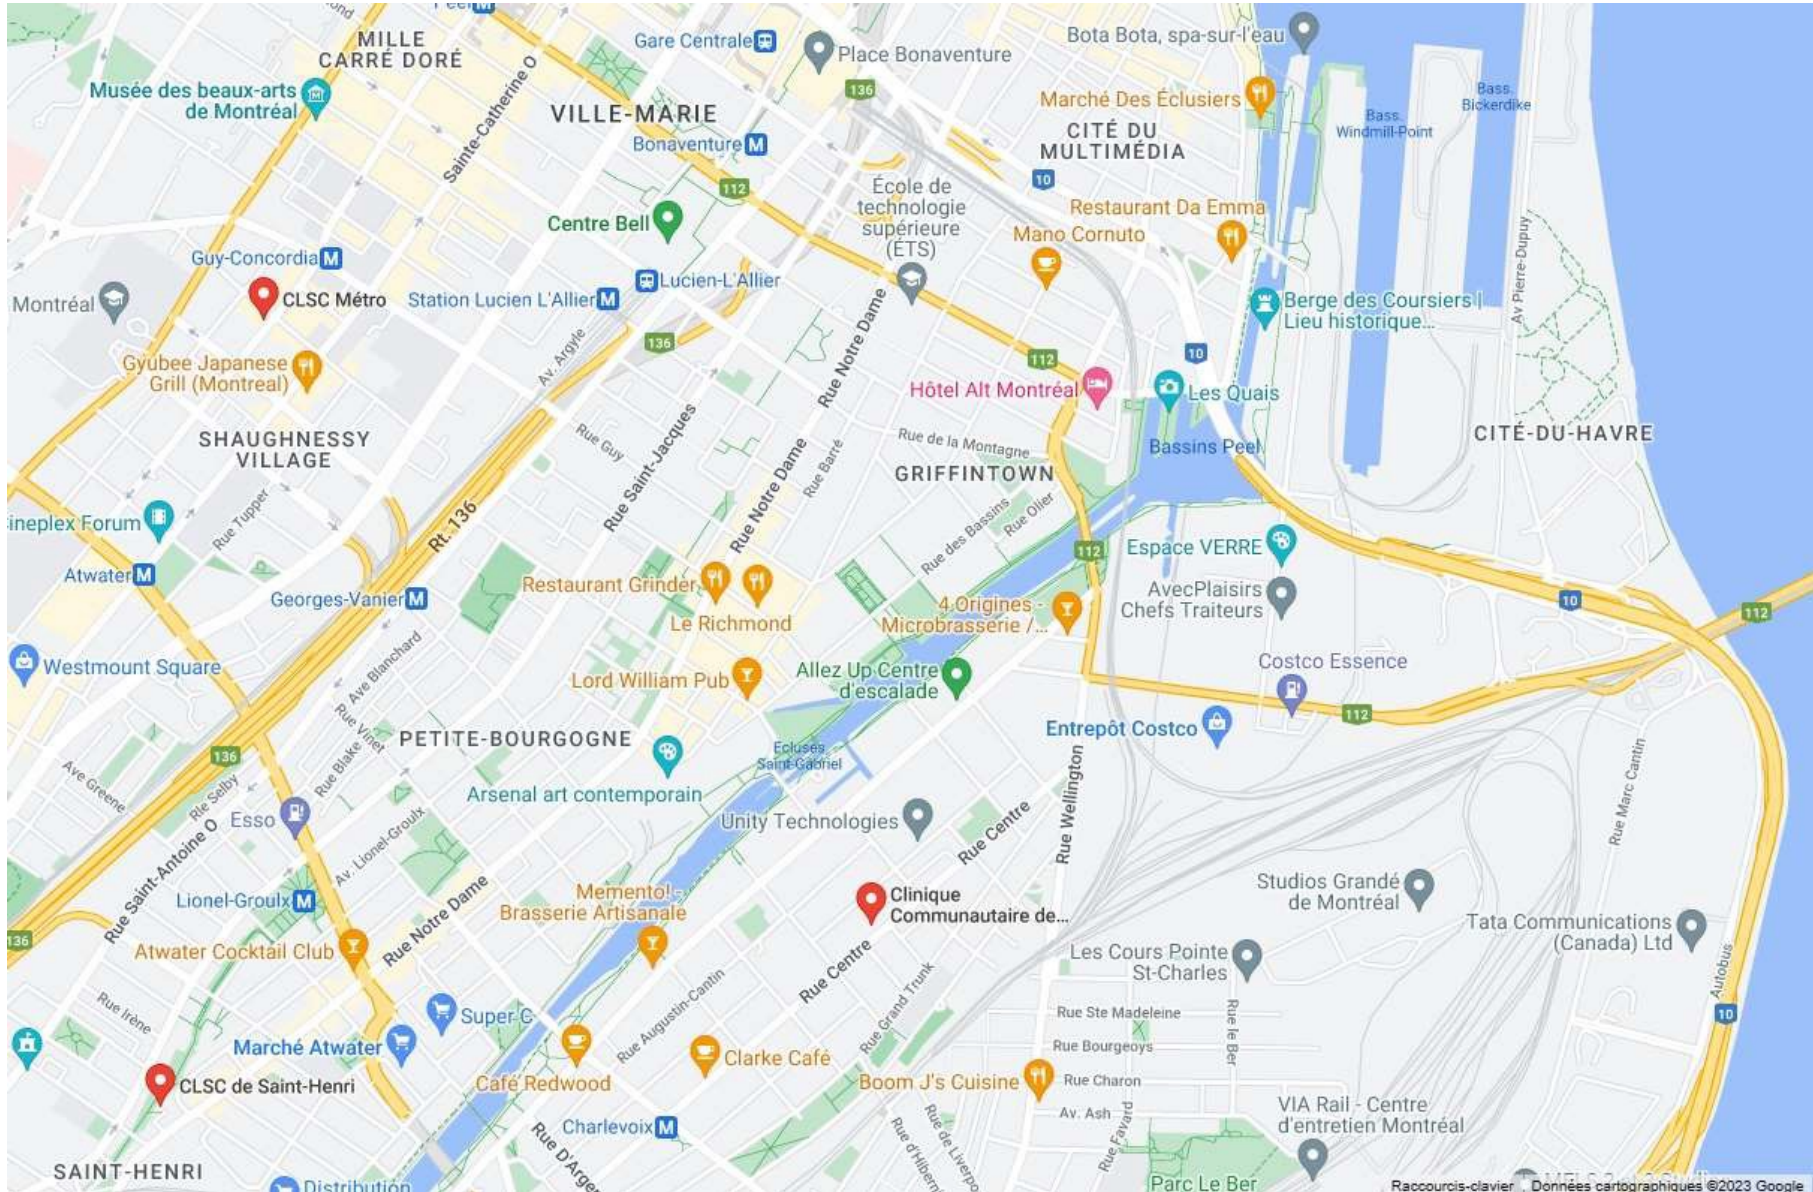 Peel
MILLE
CARRÉ DORÉ
Gare Centrale
Place Bonaventure
Bota Bota, spa-sur-l'eau
Musée des beaux-arts
de Montréal
Sainte-Catherine O
VILLE-MARIE
136
Marché Des Éclusiers
Bass.
Bickerdike
Bass.
Windmill-Point
CITÉ DU
MULTIMÉDIA
Bonaventure
112
10
École de
technologie
supérieure
(ÉTS)
Restaurant Da Emma
Mano Cornuto
Centre Bell
Guy-Concordia
Lucien-L'Allier
Montréal
CLSC Métro
Station Lucien L'Allier
Berge des Coursiers |
Lieu historique...
Av Pierre-Dupuy
Gyubee Japanese
Grill (Montreal)
Av. Argyle
136
Rue Notre Dame
112
10
Hôtel Alt Montréal
Les Quais
SHAUGHNESSY
VILLAGE
Rue Guy
Rue Saint-Jacques
Rue Notre Dame
Rue Barré
Rue de la Montagne
GRIFFINTOWN
Bassins Peel
CITÉ-DU-HAVRE
ineplex Forum
Rue Tupper
Rt. 136
Rue des Bassins
Rue Olier
112
Espace VERRE
Atwater
Georges-Vanier
Restaurant Grinder
Le Richmond
4 Origines -
Microbrasserie /...
AvecPlaisirs
Chefs Traiteurs
10
112
Westmount Square
Ave Blanchard
Lord William Pub
Allez Up Centre
d'escalade
Costco Essence
Rue Vinet
PETITE-BOURGOGNE
112
Entrepôt Costco
136
Ave Greene
Rue Blake
Rle Selby
Écluses
Saint-Gabriel
Arsenal art contemporain
Rue Wellington
Rue Marc Cantin
Esso
Unity Technologies
Rue Centre
Rue Saint-Antoine O
Av. Lionel-Groulx
Lionel-Groulx
Memento! -
Brasserie Artisanale
Clinique
Communautaire de...
Studios Grandé
de Montréal
136
Atwater Cocktail Club
Rue Notre Dame
Tata Communications
(Canada) Ltd
Les Cours Pointe
St-Charles
Rue Centre
Autobus
Rue Irène
Super C
Rue Augustin-Cantin
Rue Grand Trunk
Rue Ste Madeleine
Rue le Ber
10
Marché Atwater
Clarke Café
Rue Bourgeoys
CLSC de Saint-Henri
Café Redwood
Boom J's Cuisine
Rue Charon
Charlevoix
Av. Ash
VIA Rail - Centre
d'entretien Montréal
Rue Favard
SAINT-HENRI
Distribution
Parc Le Ber
Raccourcis-clavier
Données cartographiques ©2023 Google